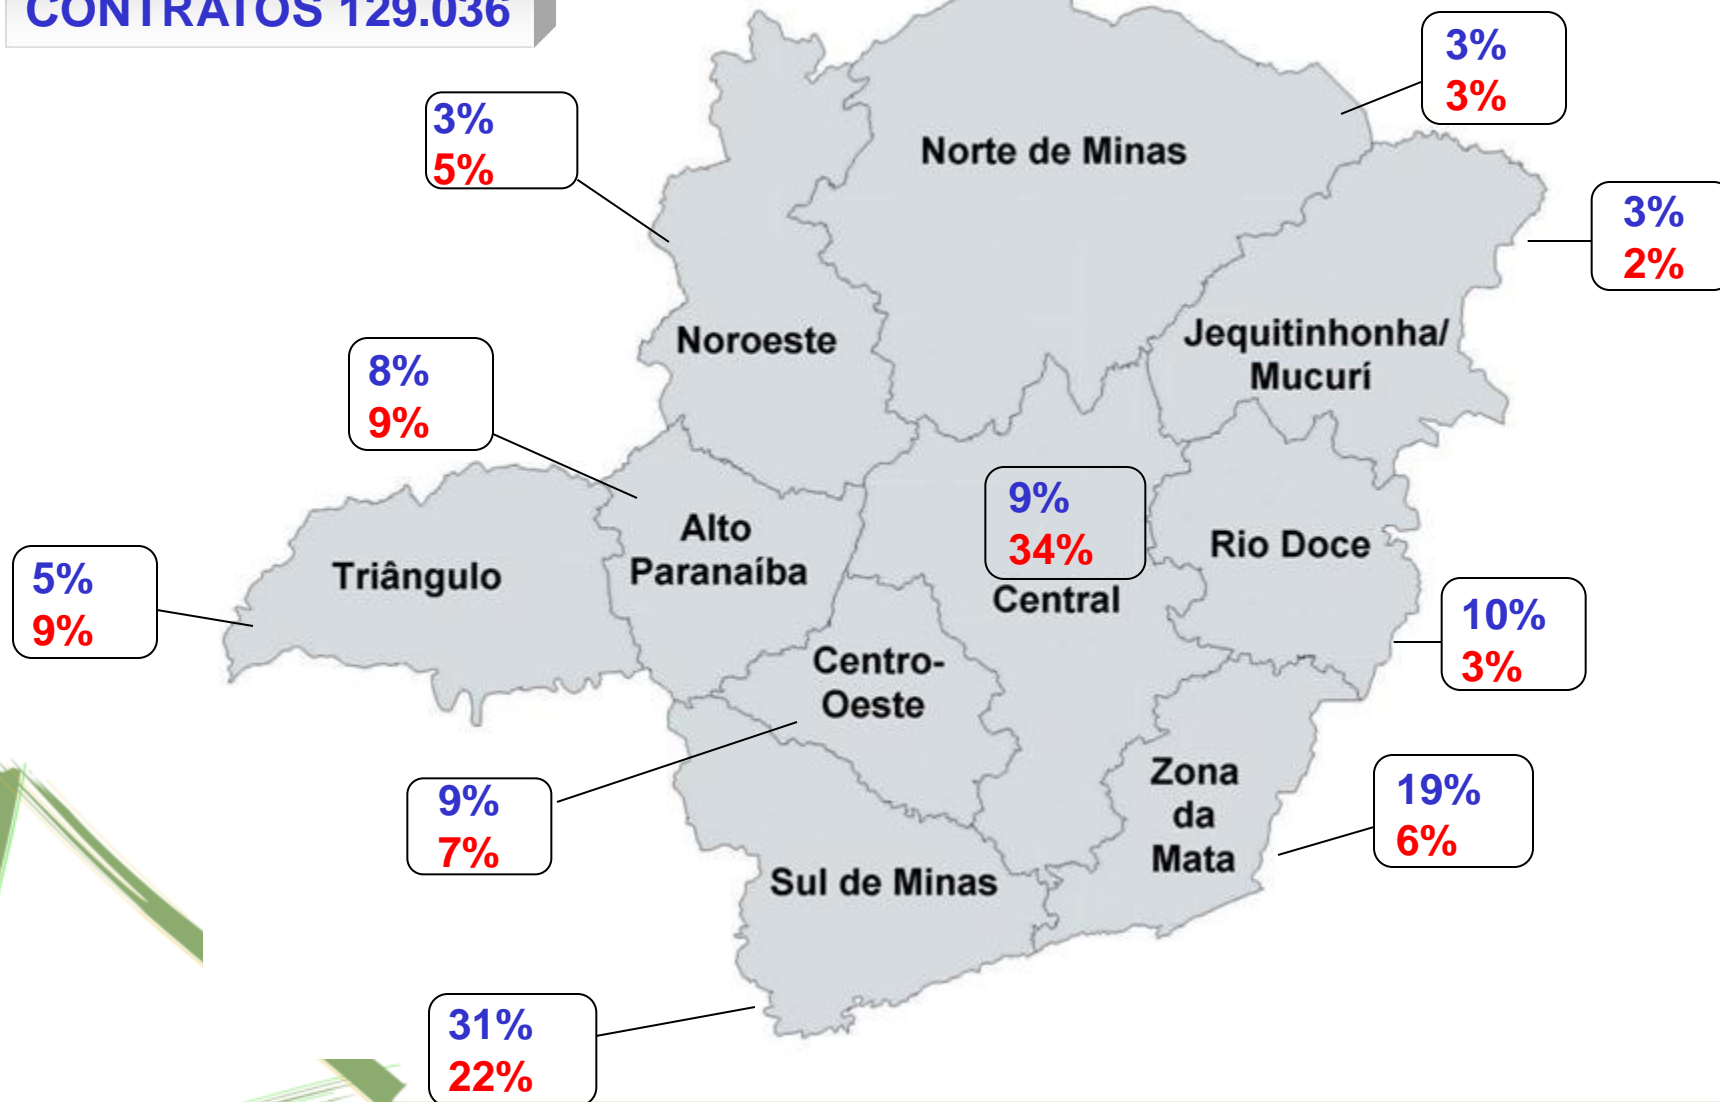 CONTRATOS 129.036
3%
3%
3%
5%
Norte de Minas
3%
2%
Noroeste
Jequitinhonha/
Mucurí
8%
9%
9%
34%
Central
Alto
Paranaíba
Rio Doce
Triângulo
5%
9%
10%
3%
Centro-
Oeste
Zona
da
Mata
19%
6%
9%
7%
Sul de Minas
31%
22%